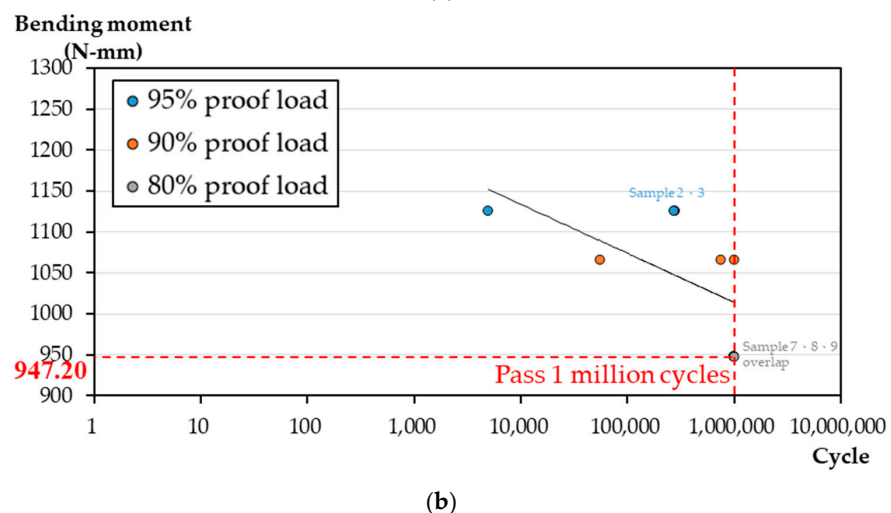 Bending moment
(N-mm)
1300
1250
1200
1150
1100
1050
1000
950
947.20
900
95% proof load
90% proof load
80% proof load
Sample 2、3
Sample 7、8、9
overlap
Pass 1 million cycles
1
10
100
1,000
10,000
100,000
1,000,000
10,000,000
Cycle
(b)